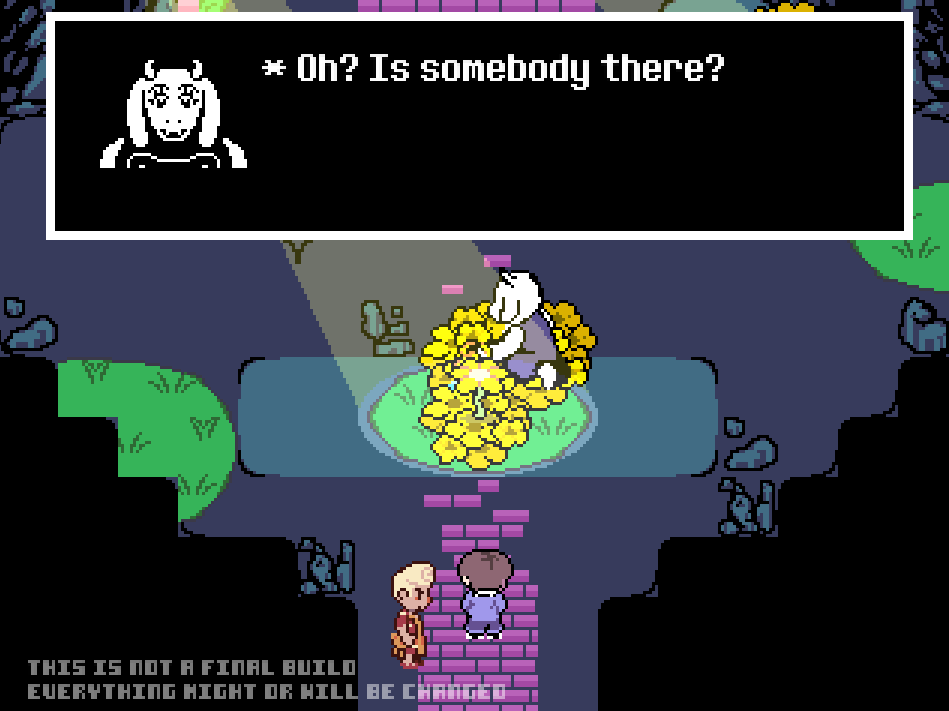 * Oh? Is somebody there?
THIS IS NOT A FINAL BUILD
EVERYTHING MIGHT OR WILL BE CHANGED